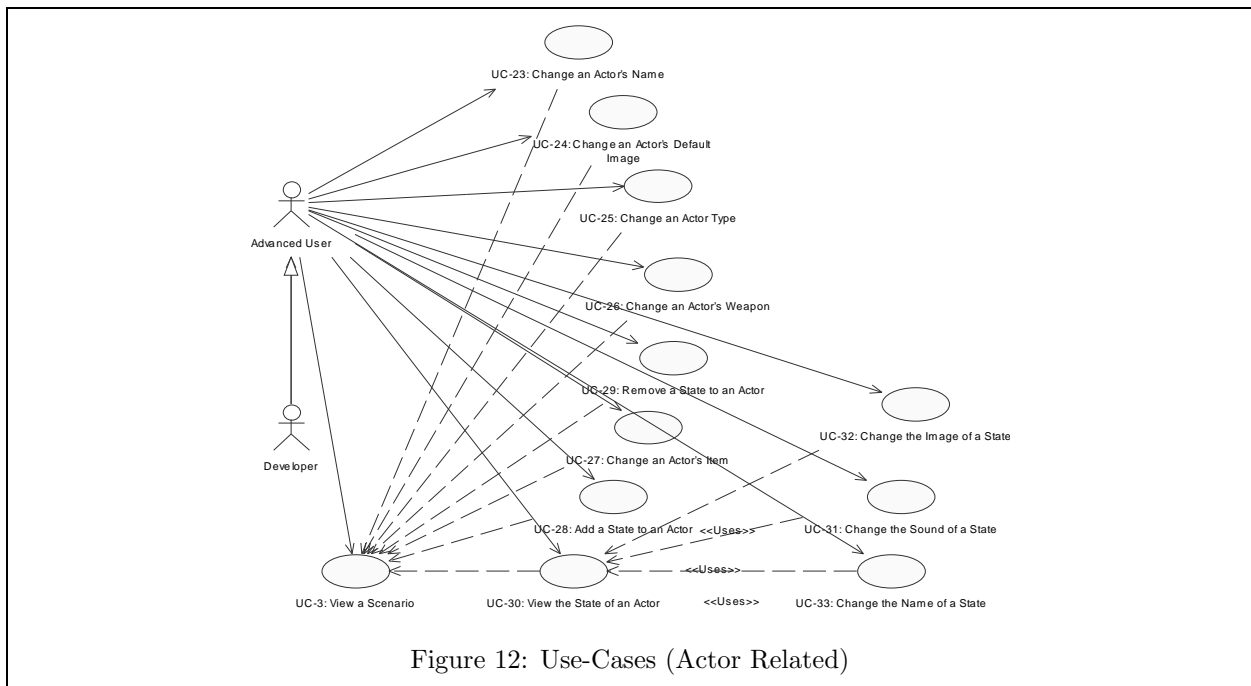 UC-23: Change an Actor's Name
UC-24: Change an Actor's Default
Image
UC-25: Change an Actor Type
Advanced User
UC-26: Change an Actor's Weapon
UC-29: Remove a State to an Actor
UC-32: Change the Image of a State
UC-27: Change an Actor's Item
Developer
UC-28: Add a State to an Actor
<<Uses>>
UC-31: Change the Sound of a State
<<Uses>>
UC-3: View a Scenario
UC-30: View the State of an Actor
<<Uses>>
UC-33: Change the Name of a State
Figure 12: Use-Cases (Actor Related)